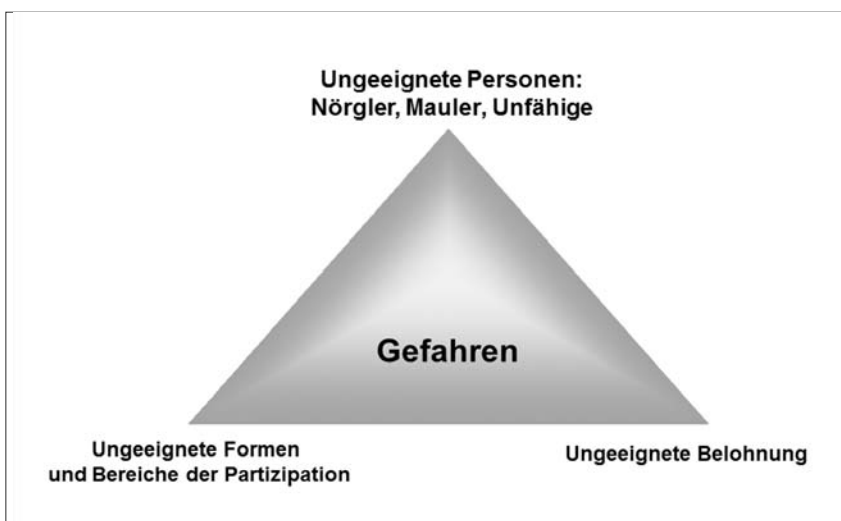 Ungeeignete Personen:
Nörgler, Mauler, Unfähige
Gefahren
Ungeeignete Formen
und Bereiche der Partizipation
Ungeeignete Belohnung